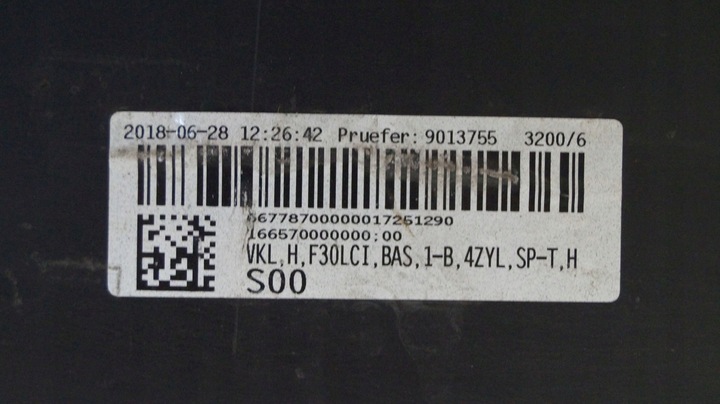 2018-06-28 12:26:42 Pruefer: 9013755 3200/6
66778700000017251290
166570000000:00
VKL,H,F30LCI,BAS,1-B,4ZYL,SP-T,H
S00